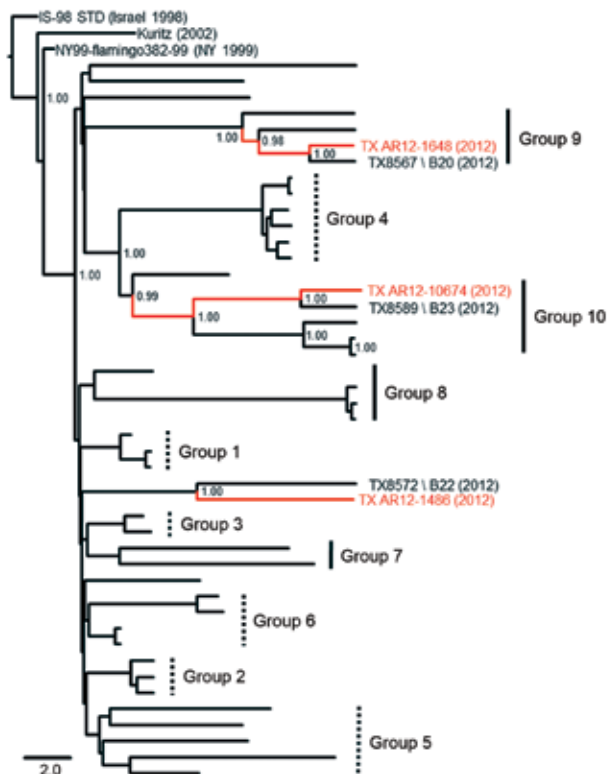 IS-98 STD (Israel 1998)
Kuritz (2002)
NY99-flamingo382-99 (NY 1999)
1.00
1.00
0.98
TX AR12-1648 (2012)
1.00
TX8567 \ B20 (2012)
Group 9
Group 4
1.00
1.00
0.99
TX AR12-10674 (2012)
1.00
TX8589 \ B23 (2012)
1.00
1.00
Group 10
Group 8
Group 1
TX8572 \ B22 (2012)
1.00
TX AR12-1486 (2012)
Group 3
Group 7
Group 6
Group 2
Group 5
2.0